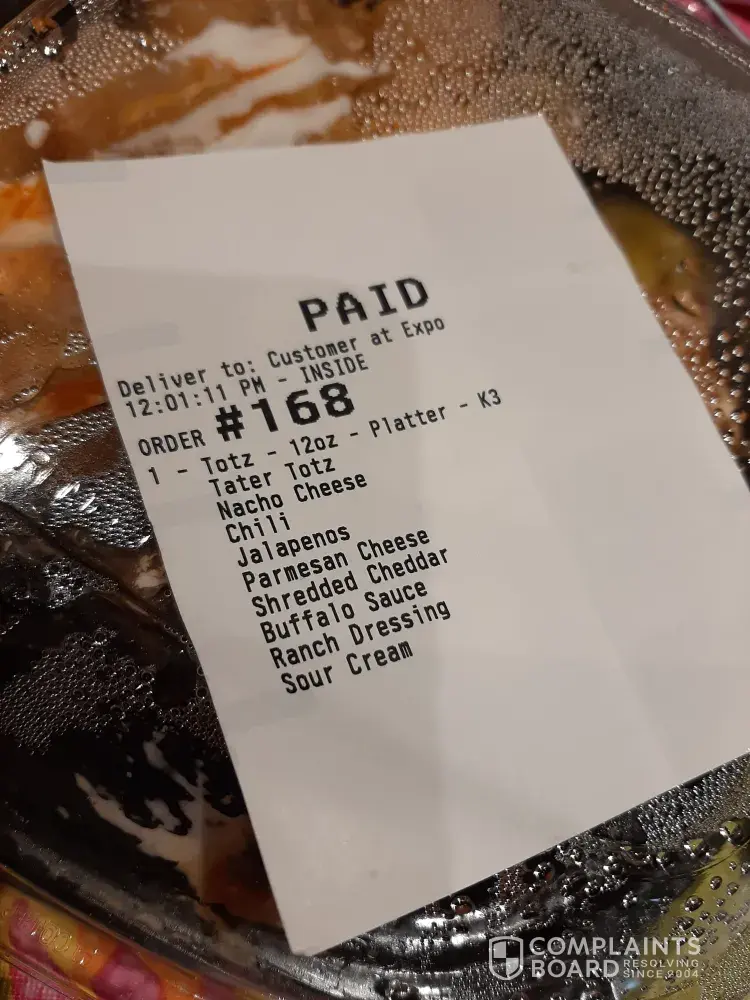 PAID
Deliver to: Customer at Expo
12:01:11 PM - INSIDE
ORDER #168
1 - Totz - 12oz - Platter - K3
Tater Totz
Nacho Cheese
Chili
Jalapenos
Parmesan Cheese
Shredded Cheddar
Buffalo Sauce
Ranch Dressing
Sour Cream
COMPLAINTS
BOARD RESOLVING
SINCE 2004